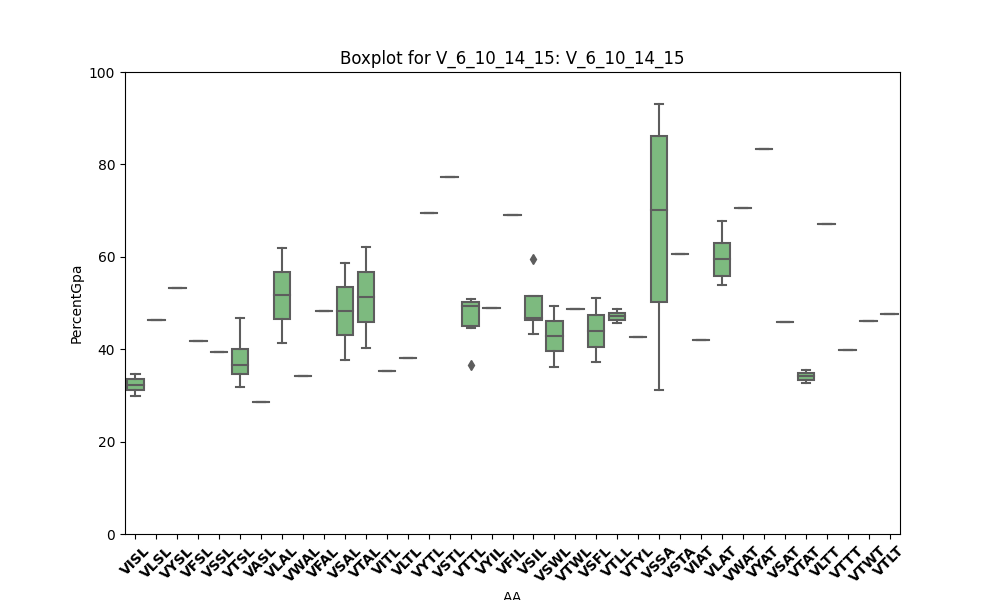 Boxplot for V_6_10_14_15: V_6_10_14_15
PercentGpa
100
80
60
40
20
0
VISL VLSL VYSL VFSL VSSL VTSL VASL VLAL VWAL VFAL VSAL VTAL VITL VLTL VYTL VSTL VTTL VYIL VFIL VSIL VSWL VTWL VSFL VTLL VTYL VSSA VSTA VIAT VLAT VWAT VYAT VSAT VTAT VLTT VTTT VTWT VTLT
AA